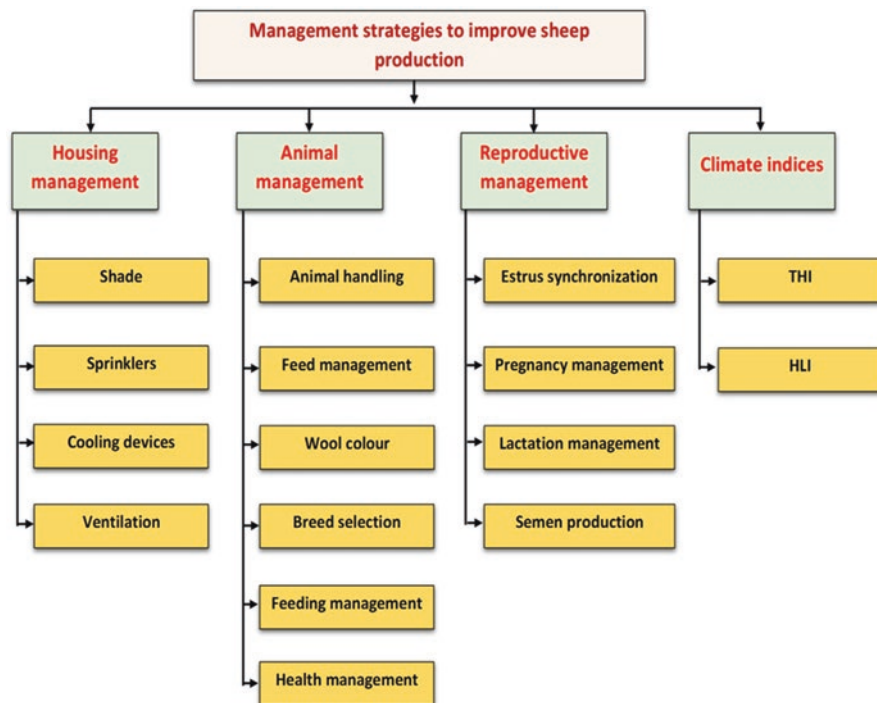 Management strategies to improve sheep
production
Housing
management
Animal
management
Reproductive
management
Climate indices
Shade
Sprinklers
Cooling devices
Ventilation
Animal handling
Feed management
Wool colour
Breed selection
Feeding management
Health management
Estrus synchronization
Pregnancy management
Lactation management
Semen production
THI
HLI